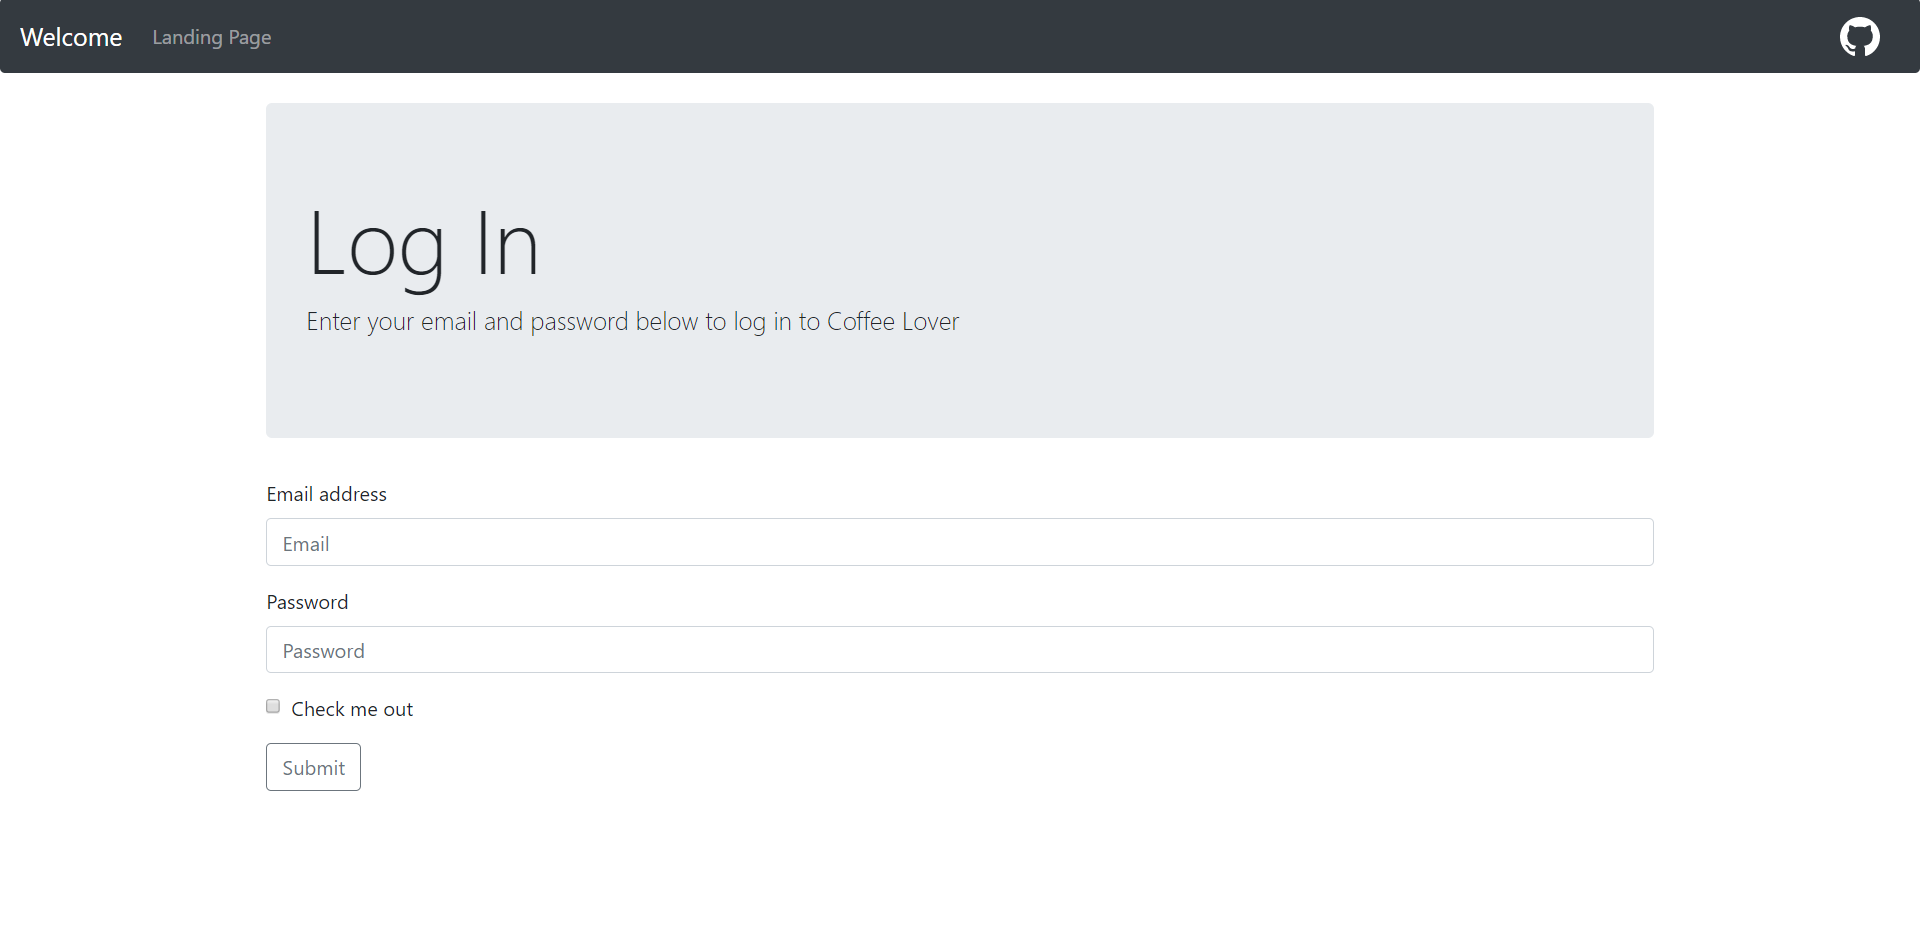 Welcome Landing Page
Log In
Enter your email and password below to log in to Coffee Lover
Email address
Email
Password
Password
Check me out
Submit